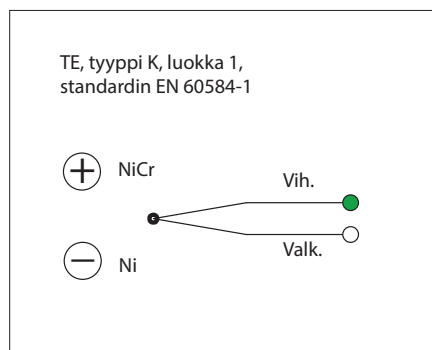 TE, tyyppi K, luokka 1,
standardin EN 60584-1
+ NiCr
Vih.
Valk.
− Ni